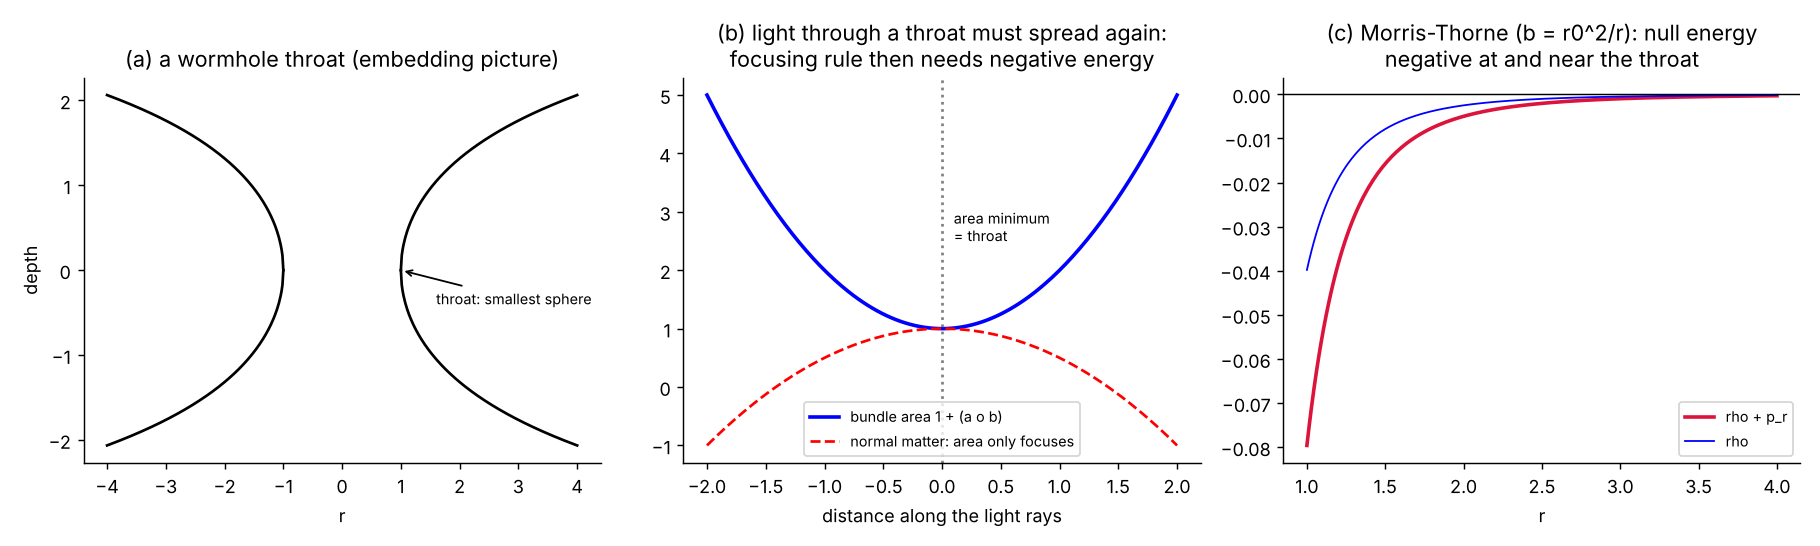 (a) a wormhole throat (embedding picture)
2
1
0
−1
−2
depth
throat: smallest sphere
−4 −3 −2 −1 0 1 2 3 4
r
(b) light through a throat must spread again:
focusing rule then needs negative energy
5
4
3
2
1
0
−1
area minimum
= throat
bundle area 1 + (a o b)
normal matter: area only focuses
−2.0 −1.5 −1.0 −0.5 0.0 0.5 1.0 1.5 2.0
distance along the light rays
(c) Morris-Thorne (b = r0^2/r): null energy
negative at and near the throat
0.00
−0.01
−0.02
−0.03
−0.04
−0.05
−0.06
−0.07
−0.08
rho + p_r
rho
1.0 1.5 2.0 2.5 3.0 3.5 4.0
r